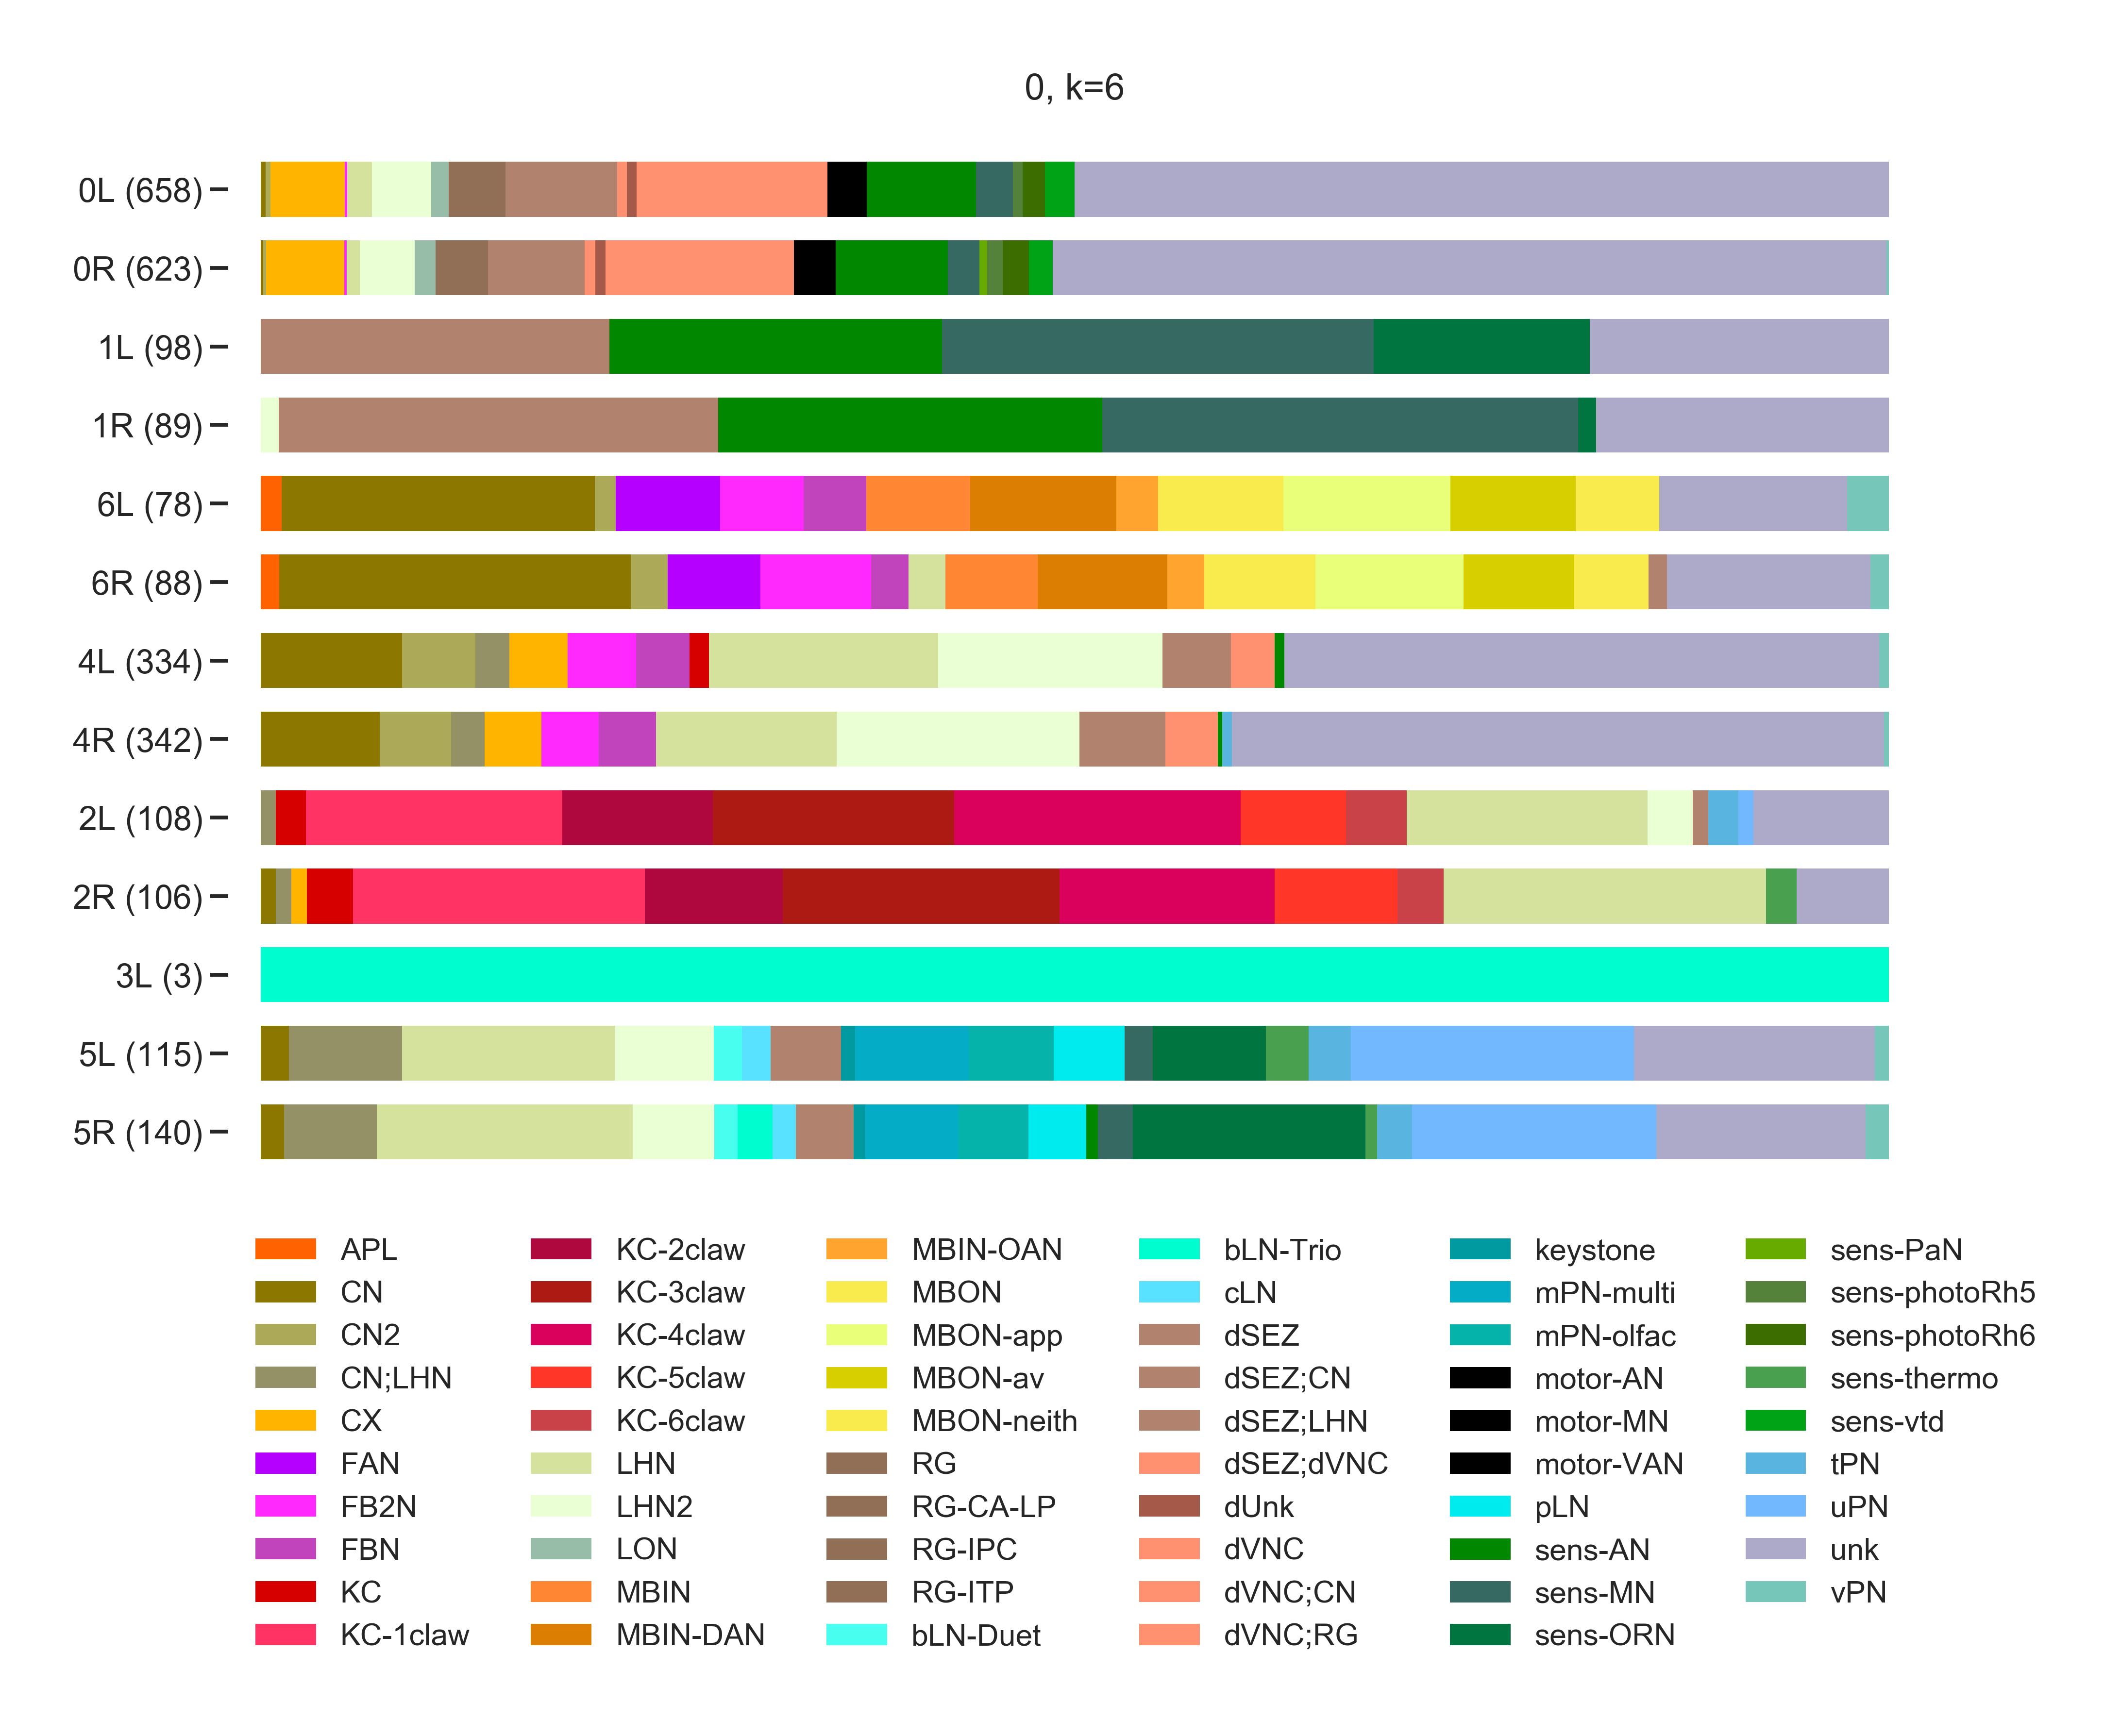 0, k=6
0L (658)
0R (623)
1L (98)
1R (89)
6L (78)
6R (88)
4L (334)
4R (342)
2L (108)
2R (106)
3L (3)
5L (115)
5R (140)
APL
CN
CN2
CN;LHN
CX
FAN
FB2N
FBN
KC
KC-1claw
KC-2claw
KC-3claw
KC-4claw
KC-5claw
KC-6claw
LHN
LHN2
LON
MBIN
MBIN-DAN
MBIN-OAN
MBON
MBON-app
MBON-av
MBON-neith
RG
RG-CA-LP
RG-IPC
RG-ITP
bLN-Duet
bLN-Trio
cLN
dSEZ
dSEZ;CN
dSEZ;LHN
dSEZ;dVNC
dUnk
dVNC
dVNC;CN
dVNC;RG
keystone
mPN-multi
mPN-olfac
motor-AN
motor-MN
motor-VAN
pLN
sens-AN
sens-MN
sens-ORN
sens-PaN
sens-photoRh5
sens-photoRh6
sens-thermo
sens-vtd
tPN
uPN
unk
vPN